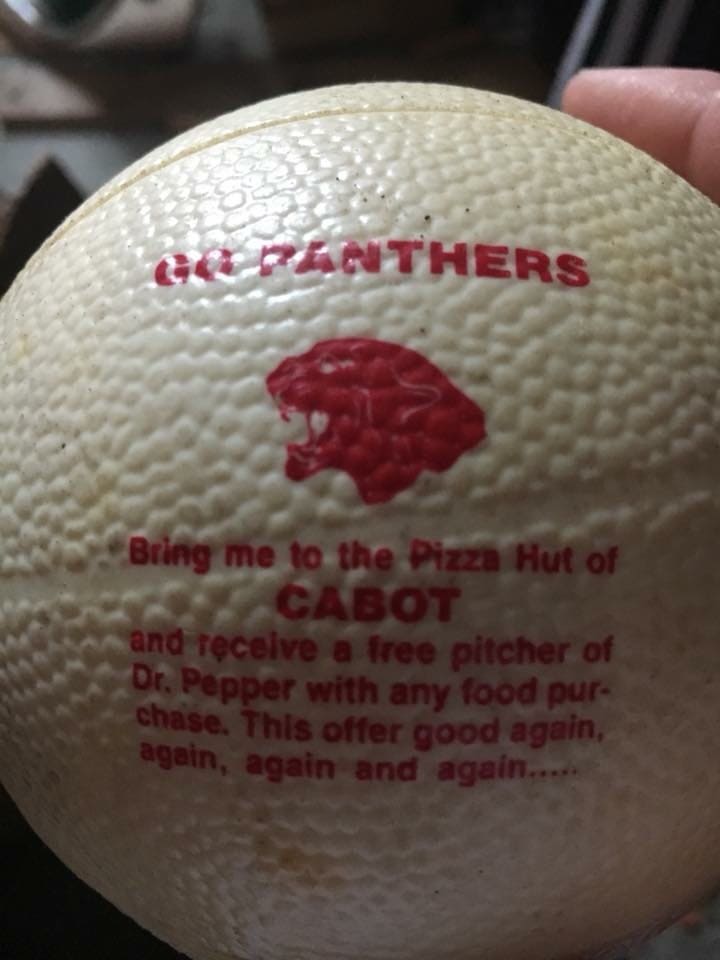 GO PANTHERS
Bring me to the Pizza Hut of
CABOT
and receive a free pitcher of
Dr. Pepper with any food pur-
chase. This offer good again,
again, again and again.....